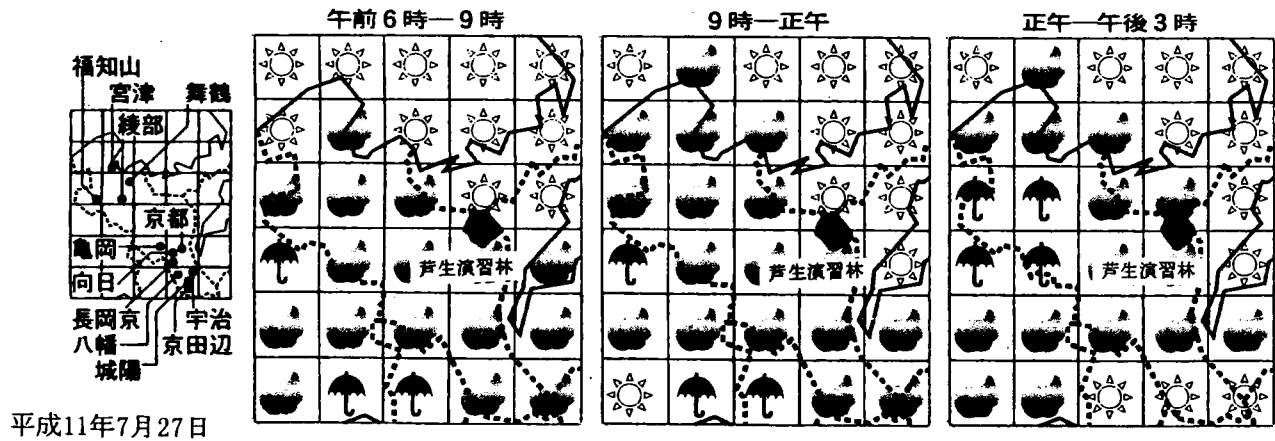 午前6時―9時
9時―正午
正午―午後3時
福知山
宮津
舞鶴
綾部
京都
亀岡
向日
長岡京
宇治
八幡
京田辺
城陽
芦生演習林
芦生演習林
芦生演習林
平成11年7月27日